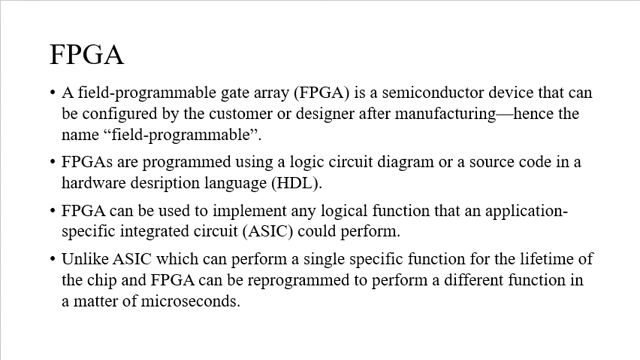 FPGA
• A field-programmable gate array (FPGA) is a semiconductor device that can
be configured by the customer or designer after manufacturing—hence the
name “field-programmable”.
• FPGAs are programmed using a logic circuit diagram or a source code in a
hardware desription language (HDL).
• FPGA can be used to implement any logical function that an application-
specific integrated circuit (ASIC) could perform.
• Unlike ASIC which can perform a single specific function for the lifetime of
the chip and FPGA can be reprogrammed to perform a different function in
a matter of microseconds.